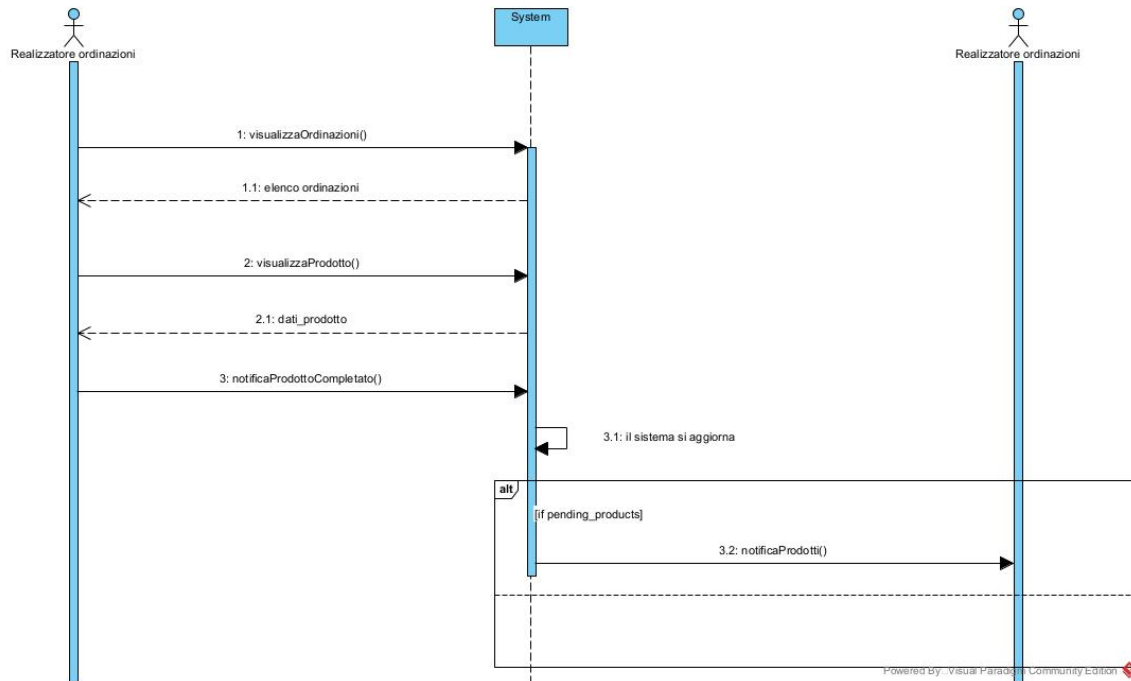 System
Realizzatore ordinazioni
Realizzatore ordinazioni
1: visualizzaOrdinazioni()
1.1: elenco ordinazioni
2: visualizzaProdotto()
2.1: dati_prodotto
3: notificaProdottoCompletato()
3.1: il sistema si aggiorna
alt
[if pending_products]
3.2: notificaProdotti()
Powered By: Visual Paradigm Community Edition